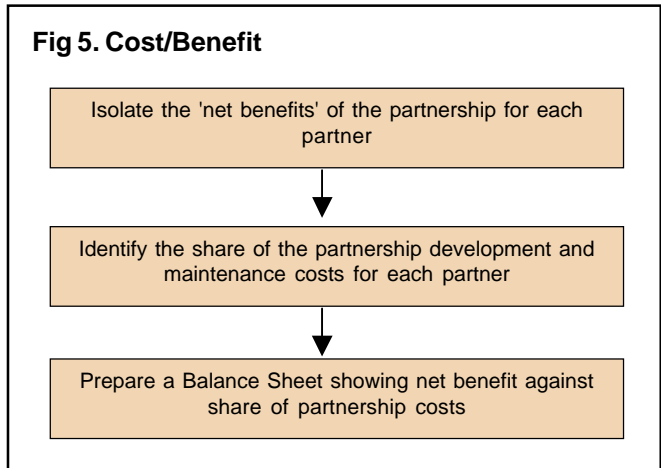 Fig 5. Cost/Benefit
Isolate the 'net benefits' of the partnership for each
partner
Identify the share of the partnership development and
maintenance costs for each partner
Prepare a Balance Sheet showing net benefit against
share of partnership costs